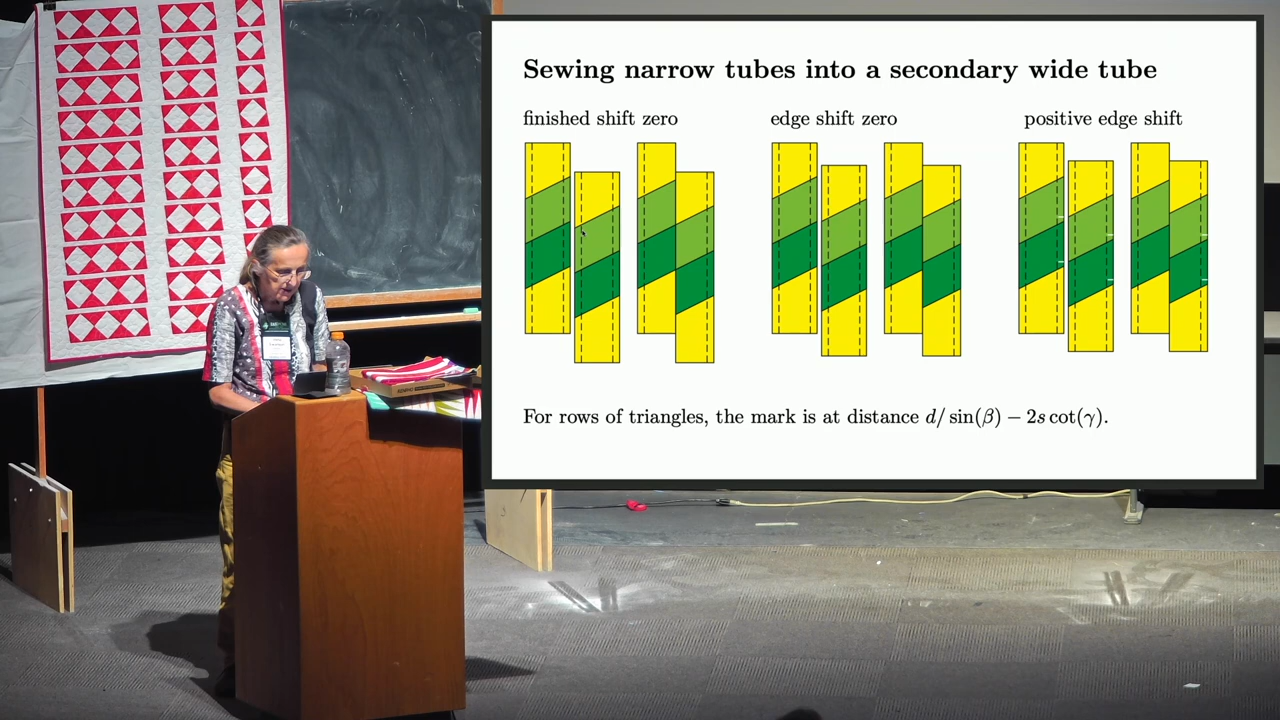 Sewing narrow tubes into a secondary wide tube
finished shift zero
edge shift zero
positive edge shift
For rows of triangles, the mark is at distance d/ sin(β) − 2s cot(γ).